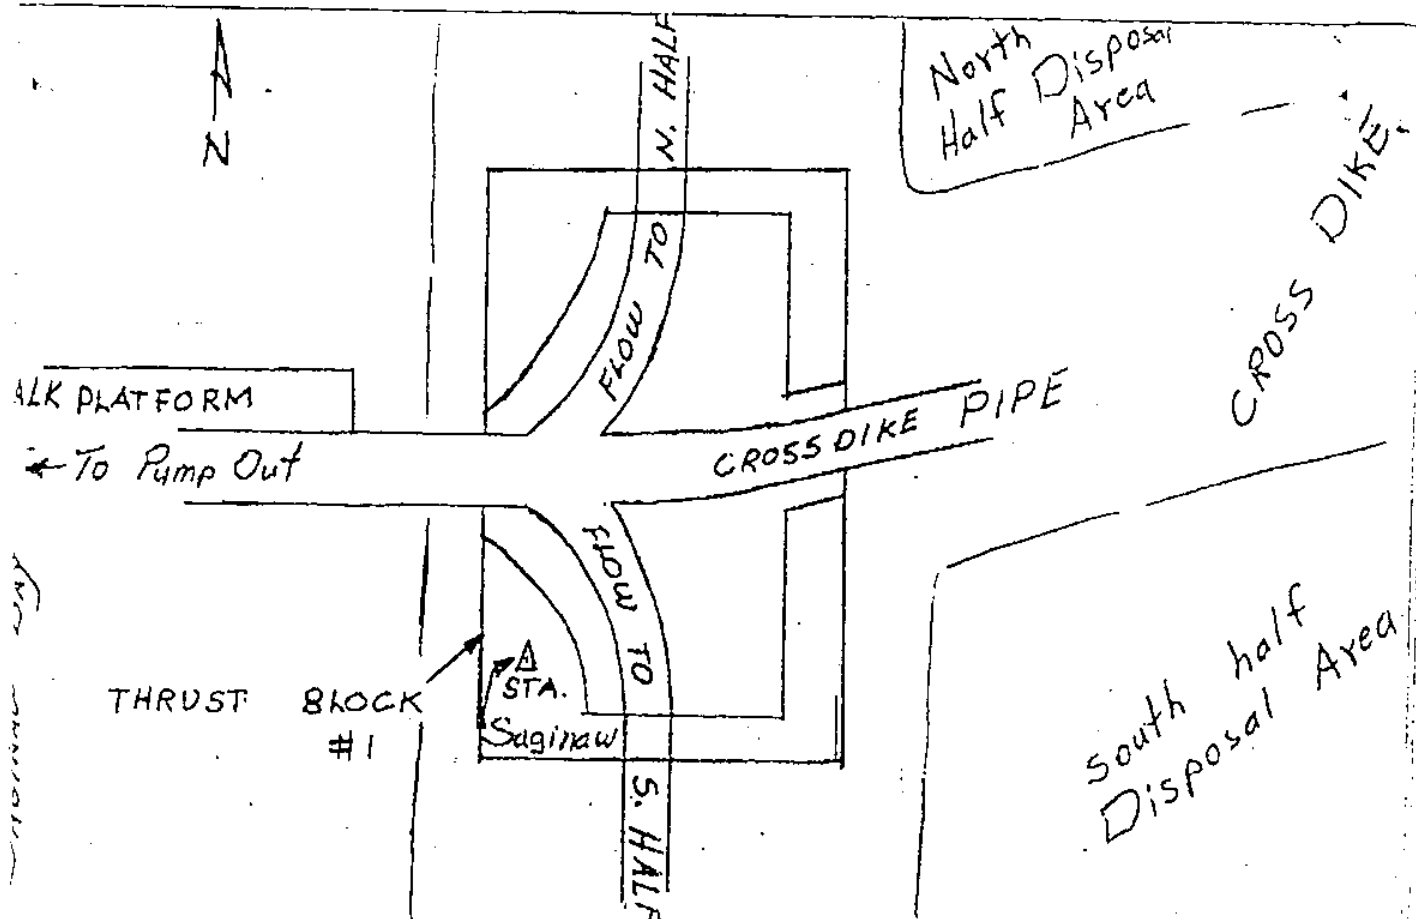 N
N. HALF
FLOW TO
North
Half Disposal
Area
CROSS DIKE
ALK PLATFORM
← To Pump Out
CROSS DIKE PIPE
FLOW TO
S. HALF
THRUST BLOCK
#1
STA.
Saginaw
South half
Disposal Area